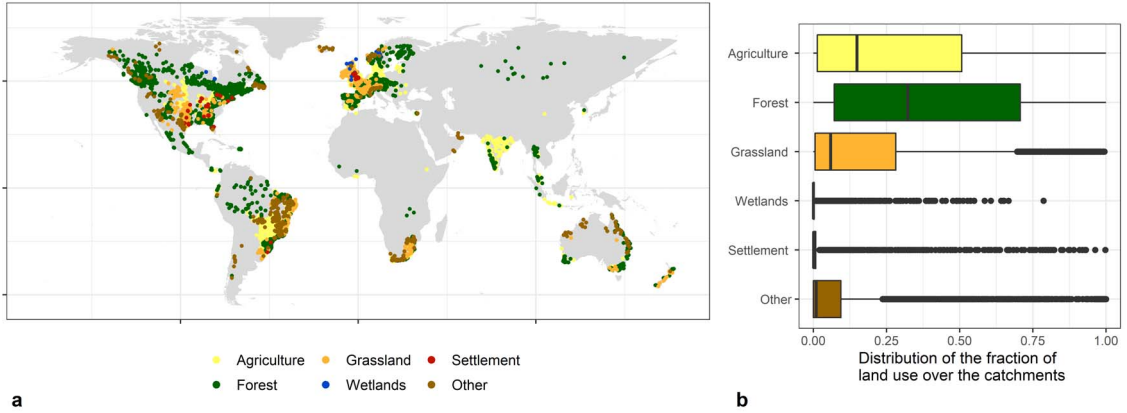 Agriculture
Grassland
Settlement
Forest
Wetlands
Other
a
Agriculture
Forest
Grassland
Wetlands
Settlement
Other
0.00 0.25 0.50 0.75 1.00
Distribution of the fraction of
land use over the catchments
b